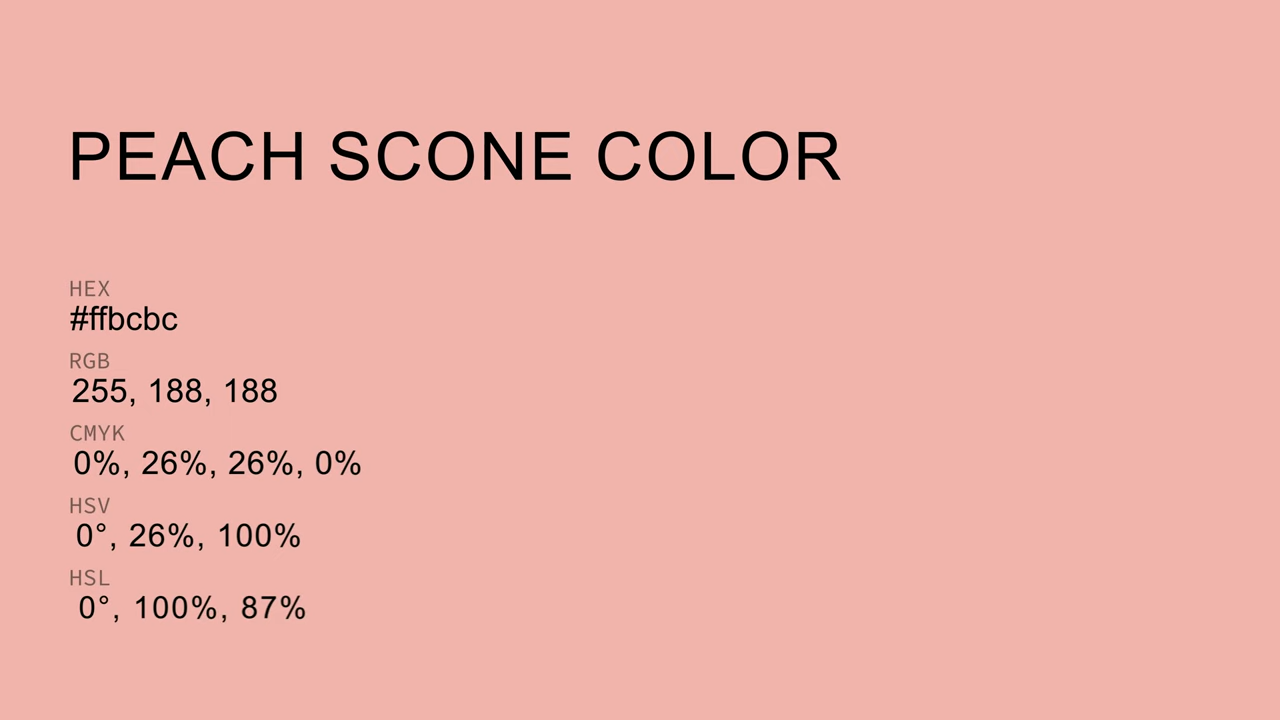 PEACH SCONE COLOR
HEX
#ffbcbc
RGB
255, 188, 188
CMYK
0%, 26%, 26%, 0%
HSV
0°, 26%, 100%
HSL
0°, 100%, 87%